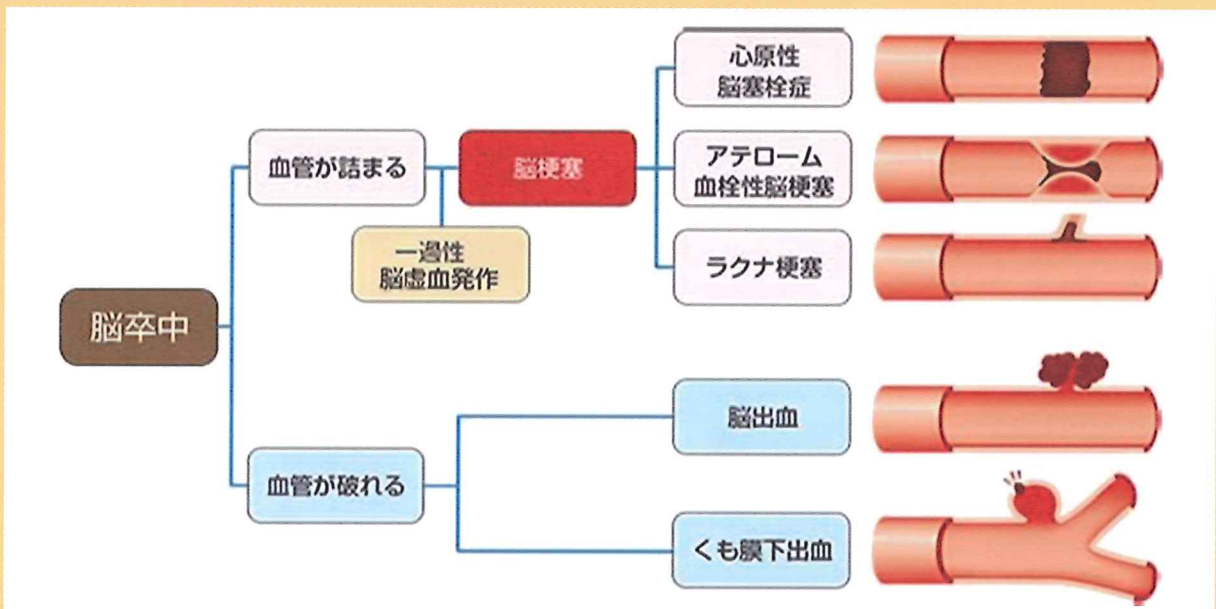 心原性
脳塞栓症
血管が詰まる
脳梗塞
アテローム
血栓性脳梗塞
一過性
脳虚血発作
ラクナ梗塞
脳卒中
脳出血
血管が破れる
くも膜下出血